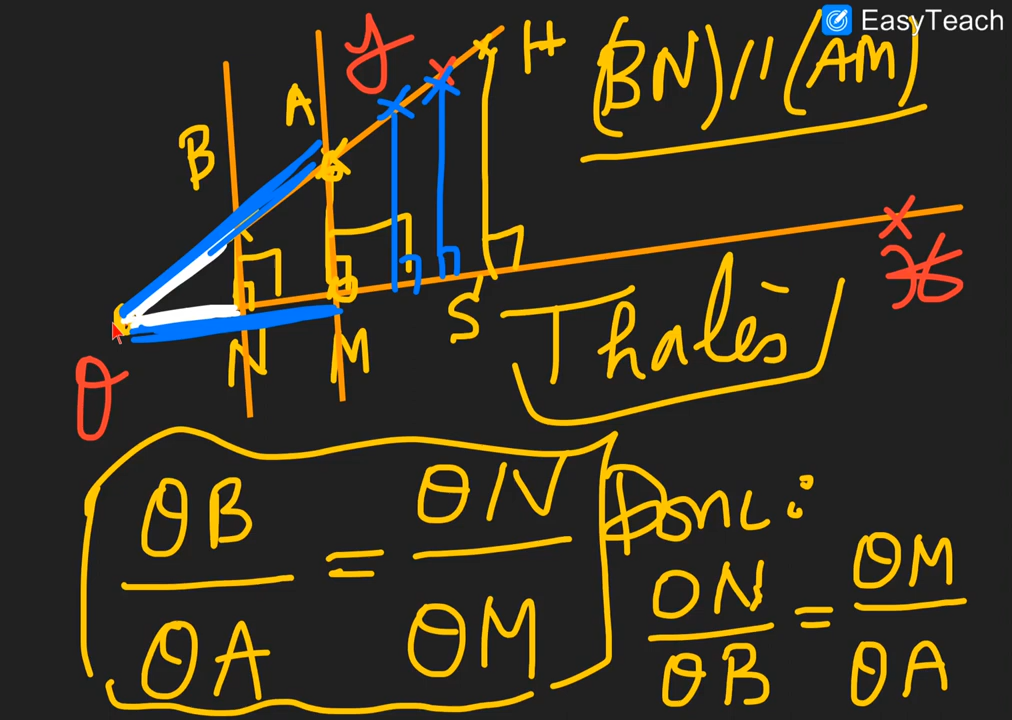 EasyTeach
y
H
(BN) // (AM)
A
B
x
S
N
M
Thalès
O
OB/OA = ON/OM
Donc :
ON/OB = OM/OA